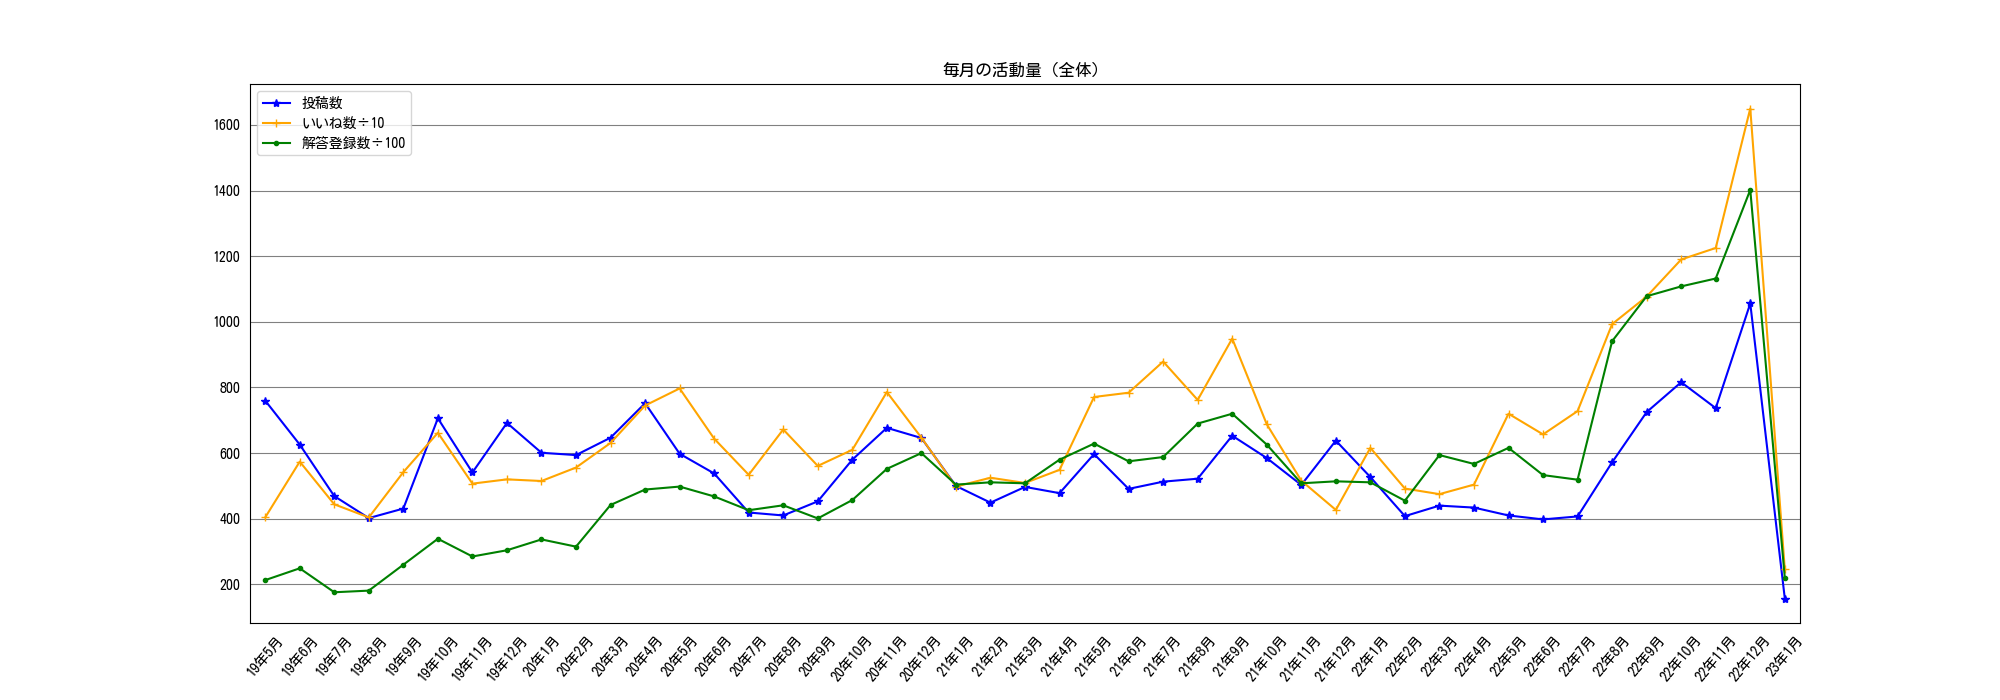 毎月の活動量（全体）
投稿数
いいね数÷10
解答登録数÷100
1600
1400
1200
1000
800
600
400
200
19年5月
19年6月
19年7月
19年8月
19年9月
19年10月
19年11月
19年12月
20年1月
20年2月
20年3月
20年4月
20年5月
20年6月
20年7月
20年8月
20年9月
20年10月
20年11月
20年12月
21年1月
21年2月
21年3月
21年4月
21年5月
21年6月
21年7月
21年8月
21年9月
21年10月
21年11月
21年12月
22年1月
22年2月
22年3月
22年4月
22年5月
22年6月
22年7月
22年8月
22年9月
22年10月
22年11月
22年12月
23年1月